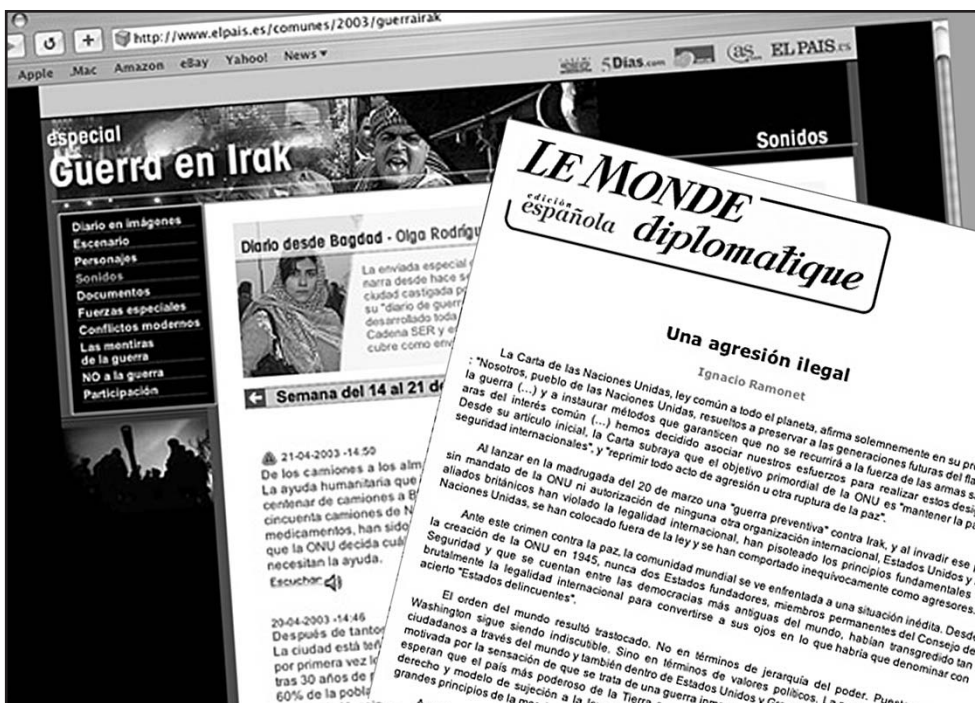 http://www.elpais.es/comunes/2003/guerrairak
Apple .Mac Amazon eBay Yahoo! News
5Días.com as EL PAIS.es
especial
Guerra en Irak
Sonidos
Diario en imágenes
Escenario
Personajes
Sonidos
Documentos
Fuerzas especiales
Conflictos modernos
Las mentiras
de la guerra
NO a la guerra
Participación
Diario desde Bagdad - Olga Rodrígu
La enviada especial
narra desde hace
ciudad castigada
su "diario de guerr
desarrollado toda
Cadena SER y
cubre como
Semana del 14 al 21 de
21-04-2003 -14:50
De los camiones a los alm
La ayuda humanitaria que
centenar de camiones a B
cincuenta camiones de N
medicamentos, han sido
que la ONU decida cuál
necesitan la ayuda.
Escuchar
20-04-2003 -14:46
Después de tantos
La ciudad está teñ
por primera vez
tras 30 años de
60% de la pobl
LE MONDE
edición
española
diplomatique
Una agresión ilegal
Ignacio Ramonet
La Carta de las Naciones Unidas, ley común a todo el planeta, afirma solemnemente en su
: "Nosotros, pueblo de las Naciones Unidas, resueltos a preservar a las generaciones futuras del
la guerra (...) y a instaurar métodos que garanticen que no se recurrirá a la fuerza de las armas
aras del interés común (...) hemos decidido asociar nuestros esfuerzos para realizar estos
Desde su artículo inicial, la Carta subraya que el objetivo primordial de la ONU es "mantener la
seguridad internacionales", y "reprimir todo acto de agresión u otra ruptura de la paz".
Al lanzar en la madrugada del 20 de marzo una "guerra preventiva" contra Irak, y al invadir ese
sin mandato de la ONU ni autorización de ninguna otra organización internacional, Estados Unidos y
aliados británicos han violado la legalidad internacional, han pisoteado los principios fundamentales
Naciones Unidas, se han colocado fuera de la ley y se han comportado inequívocamente como agresores.
Ante este crimen contra la paz, la comunidad mundial se ve enfrentada a una situación inédita. Desde
la creación de la ONU en 1945, nunca dos Estados fundadores, miembros permanentes del Consejo de
Seguridad y que se cuentan entre las democracias más antiguas del mundo, habían transgredido tan
brutalmente la legalidad internacional para convertirse a sus ojos en lo que habría que denominar con
acierto "Estados delincuentes".
El orden del mundo resultó trastocado. No en términos de jerarquía del poder.
Washington sigue siendo indiscutible. Sino en términos de valores políticos.
ciudadanos a través del mundo y también dentro de Estados Unidos y
motivada por la sensación de que se trata de una guerra
esperan que el país más poderoso de la Tierra
derecho y modelo de sujeción a la
grandes principios de la